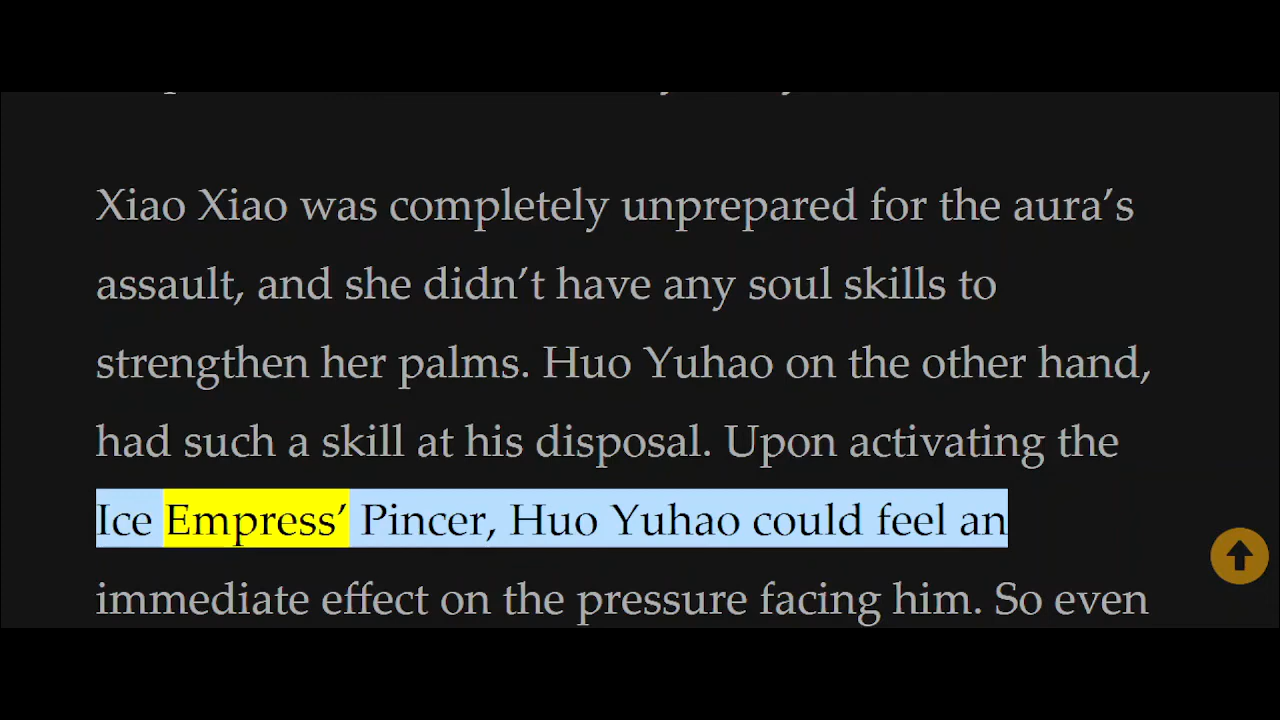 Xiao Xiao was completely unprepared for the aura’s
assault, and she didn’t have any soul skills to
strengthen her palms. Huo Yuhao on the other hand,
had such a skill at his disposal. Upon activating the
Ice Empress’ Pincer, Huo Yuhao could feel an
immediate effect on the pressure facing him. So even